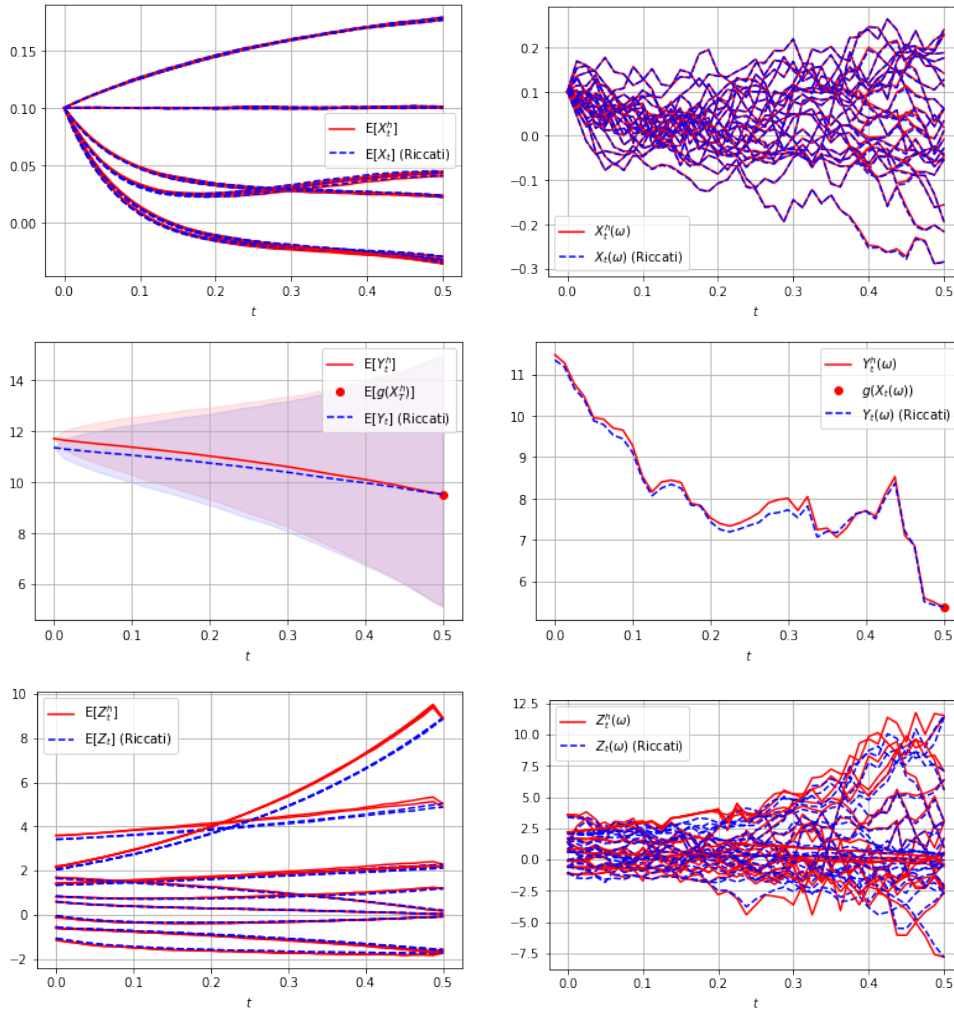 0.15
0.10
0.05
0.00
E[X_t^h]
E[X_t] (Riccati)
0.0 0.1 0.2 0.3 0.4 0.5
t
0.2
0.1
0.0
−0.1
−0.2
−0.3
X_t^h(ω)
X_t(ω) (Riccati)
0.0 0.1 0.2 0.3 0.4 0.5
t
14
12
10
8
6
E[Y_t^h]
E[g(X_T^h)]
E[Y_t] (Riccati)
0.0 0.1 0.2 0.3 0.4 0.5
t
11
10
9
8
7
6
Y_t^h(ω)
g(X_t(ω))
Y_t(ω) (Riccati)
0.0 0.1 0.2 0.3 0.4 0.5
t
10
8
6
4
2
0
−2
E[Z_t^h]
E[Z_t] (Riccati)
0.0 0.1 0.2 0.3 0.4 0.5
t
12.5
10.0
7.5
5.0
2.5
0.0
−2.5
−5.0
−7.5
Z_t^h(ω)
Z_t(ω) (Riccati)
0.0 0.1 0.2 0.3 0.4 0.5
t